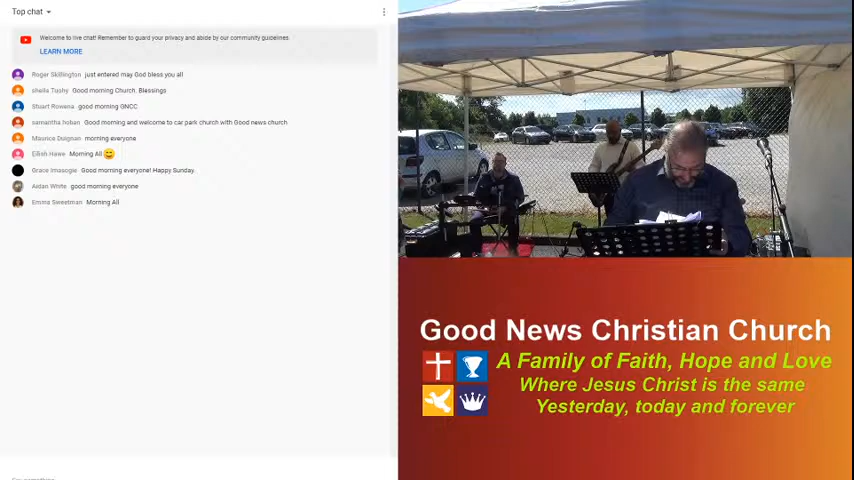 Top chat
Welcome to live chat! Remember to guard your privacy and abide by our community guidelines.
LEARN MORE
Roger Skillington just entered may God bless you all
sheila Tushy Good morning Church. Blessings
Stuart Rowena good morning GNCC
samantha hoban Good morning and welcome to car park church with Good news church
Maurice Duignan morning everyone
Eilish Hawe Morning All
Grace Imasogie Good morning everyone! Happy Sunday.
Aidan White good morning everyone
Emma Sweetman Morning All
Good News Christian Church
A Family of Faith, Hope and Love
Where Jesus Christ is the same
Yesterday, today and forever